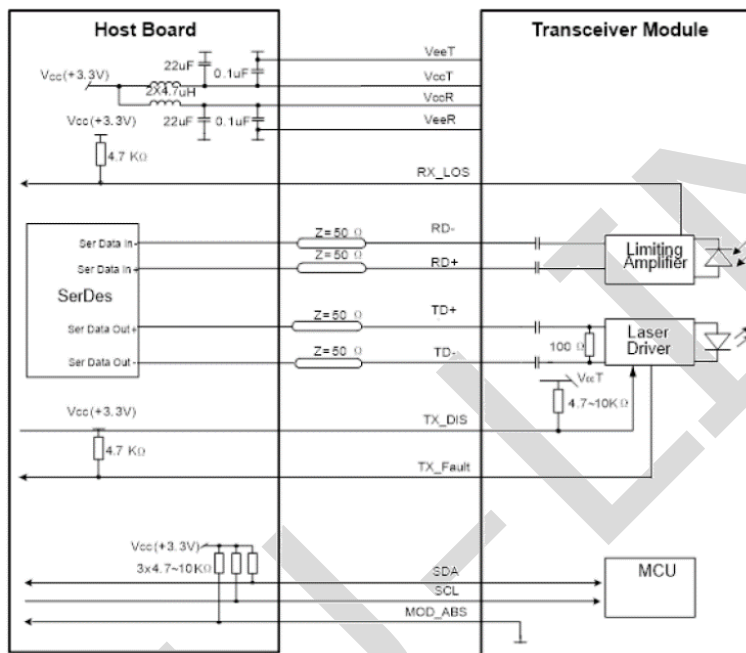 Host Board
Transceiver Module
VeeT
22uF
0.1uF
Vcc(+3.3V)
VccT
2X4.7uH
VccR
Vcc(+3.3V)
22uF
0.1uF
VeeR
4.7 KΩ
RX_LOS
Z=50 Ω
RD-
Ser Data In -
Limiting
Amplifier
Z=50 Ω
RD+
Ser Data In +
SerDes
Z=50 Ω
TD+
Ser Data Out +
Laser
Driver
100 Ω
Z=50 Ω
TD-
Ser Data Out -
VccT
4.7~10KΩ
Vcc(+3.3V)
TX_DIS
4.7 KΩ
TX_Fault
Vcc(+3.3V)
3x4.7~10KΩ
SDA
MCU
SCL
MOD_ABS